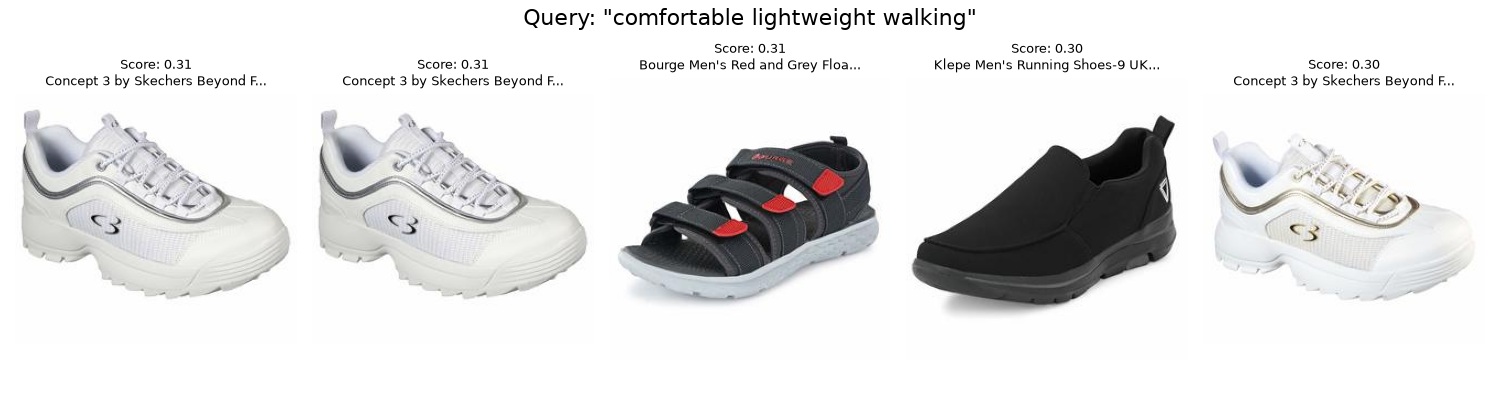 Query: "comfortable lightweight walking"
Score: 0.31
Concept 3 by Skechers Beyond F...
Score: 0.31
Concept 3 by Skechers Beyond F...
Score: 0.31
Bourge Men's Red and Grey Floa...
Score: 0.30
Klepe Men's Running Shoes-9 UK...
Score: 0.30
Concept 3 by Skechers Beyond F...